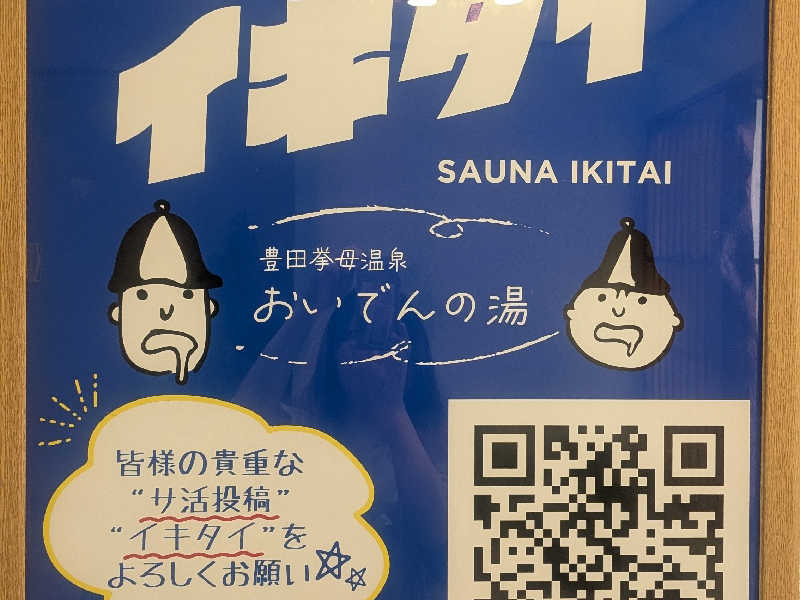 イキタイ
SAUNA IKITAI
豊田挙母温泉
おいでんの湯
皆様の貴重な
“サ活投稿”
“イキタイ”を
よろしくお願い☆☆